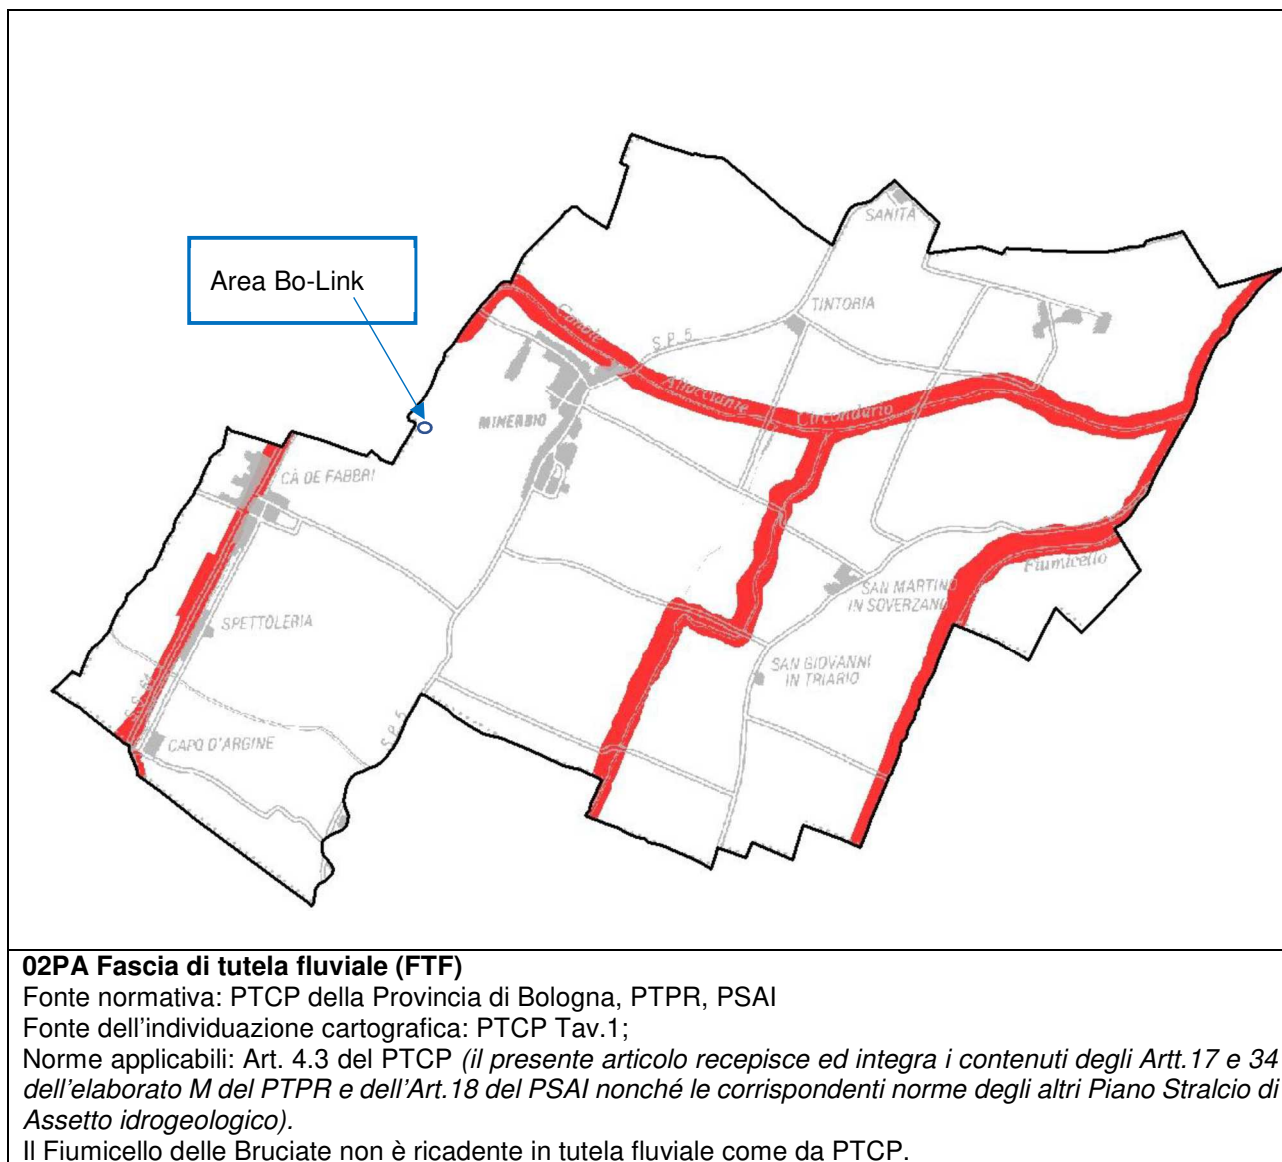 SANITÀ
Area Bo-Link
TINTORIA
Canale
S.P. 5
Allacciante
Circondario
MINERBIO
CÀ DE FABBRI
Fiumicello
SAN MARTINO
IN SOVERZANO
SPETTOLERIA
SAN GIOVANNI
IN TRIARIO
S.P. 5
CAPO D'ARGINE
02PA Fascia di tutela fluviale (FTF)
Fonte normativa: PTCP della Provincia di Bologna, PTPR, PSAI
Fonte dell'individuazione cartografica: PTCP Tav.1;
Norme applicabili: Art. 4.3 del PTCP (il presente articolo recepisce ed integra i contenuti degli Artt.17 e 34
dell'elaborato M del PTPR e dell'Art.18 del PSAI nonché le corrispondenti norme degli altri Piano Stralcio di
Assetto idrogeologico).
Il Fiumicello delle Bruciate non è ricadente in tutela fluviale come da PTCP.